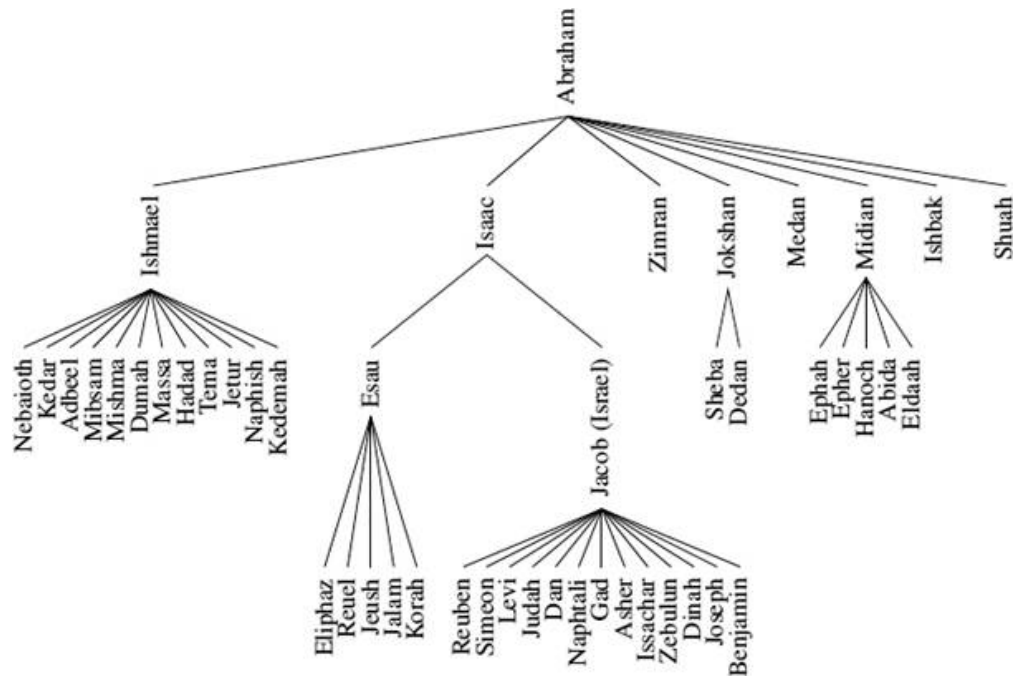 Abraham
Ishmael
Isaac
Zimran
Jokshan
Medan
Midian
Ishbak
Shuah
Nebaioth
Kedar
Adbeel
Mibsam
Mishma
Dumah
Massa
Hadad
Tema
Jetur
Naphish
Kedemah
Esau
Jacob (Israel)
Sheba
Dedan
Ephah
Epher
Hanoch
Abida
Eldaah
Eliphaz
Reuel
Jeush
Jalam
Korah
Reuben
Simeon
Levi
Judah
Dan
Naphtali
Gad
Asher
Issachar
Zebulun
Dinah
Joseph
Benjamin